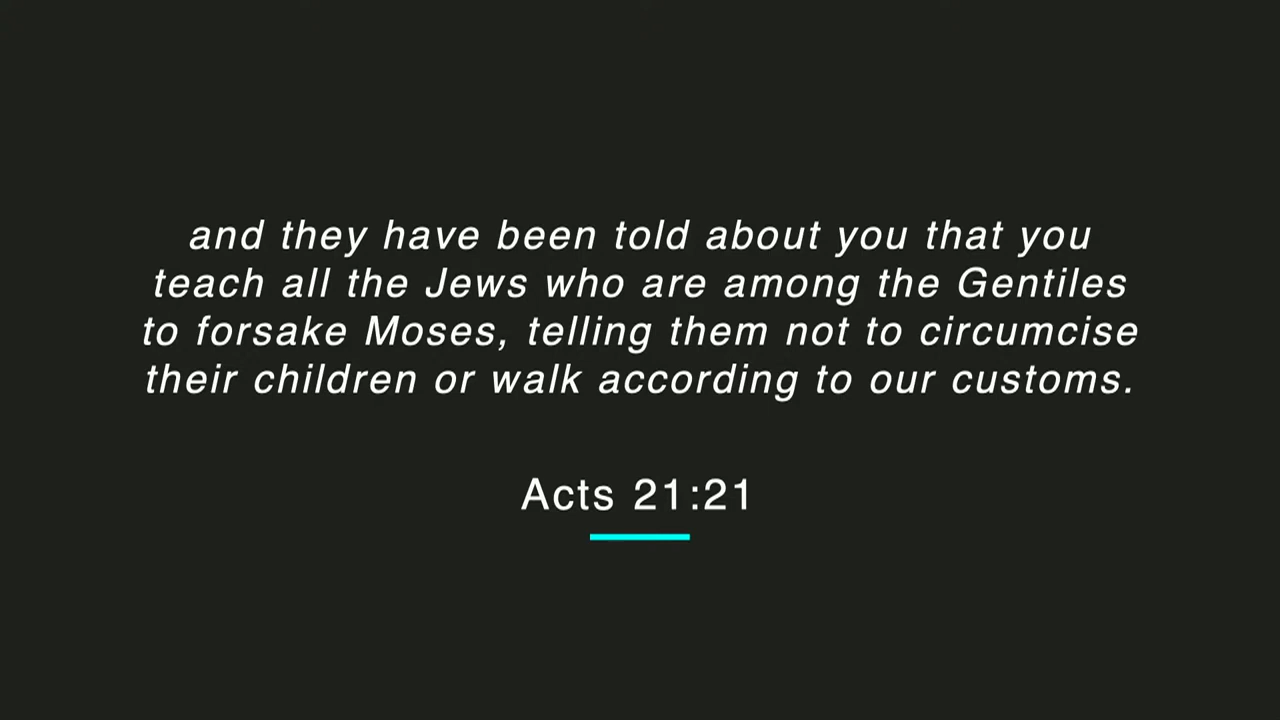 and they have been told about you that you
teach all the Jews who are among the Gentiles
to forsake Moses, telling them not to circumcise
their children or walk according to our customs.
Acts 21:21